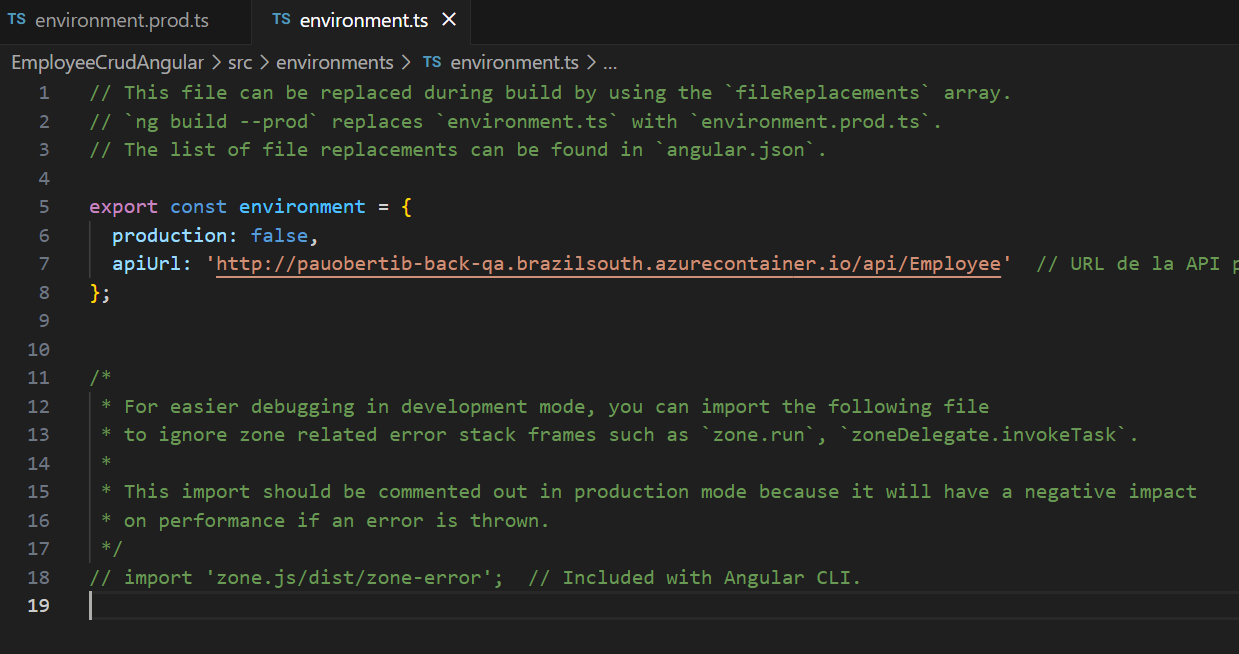 TS environment.prod.ts TS environment.ts
EmployeeCrudAngular > src > environments > TS environment.ts > ...
1 // This file can be replaced during build by using the `fileReplacements` array.
2 // `ng build --prod` replaces `environment.ts` with `environment.prod.ts`.
3 // The list of file replacements can be found in `angular.json`.
4
5 export const environment = {
6 production: false,
7 apiUrl: 'http://pauobertib-back-qa.brazilsouth.azurecontainer.io/api/Employee' // URL de la API
8 };
9
10
11 /*
12 * For easier debugging in development mode, you can import the following file
13 * to ignore zone related error stack frames such as `zone.run`, `zoneDelegate.invokeTask`.
14 *
15 * This import should be commented out in production mode because it will have a negative impact
16 * on performance if an error is thrown.
17 */
18 // import 'zone.js/dist/zone-error'; // Included with Angular CLI.
19